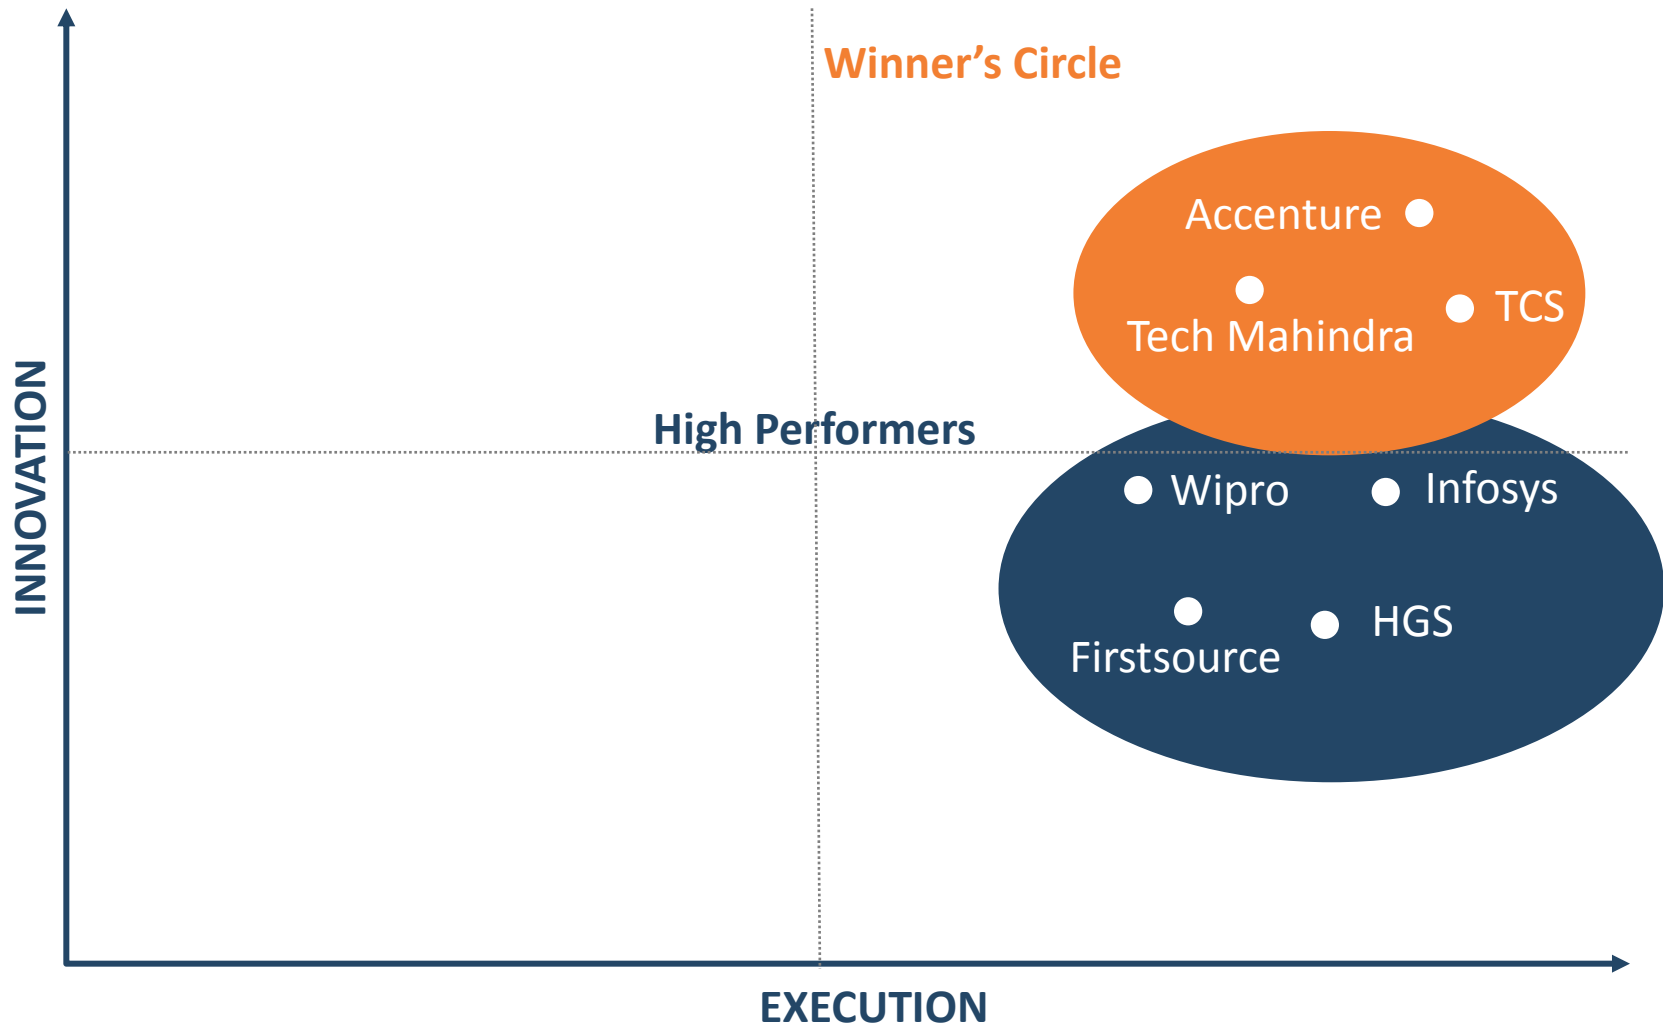 Winner’s Circle
Accenture
TCS
Tech Mahindra
High Performers
INNOVATION
Wipro
Infosys
HGS
Firstsource
EXECUTION